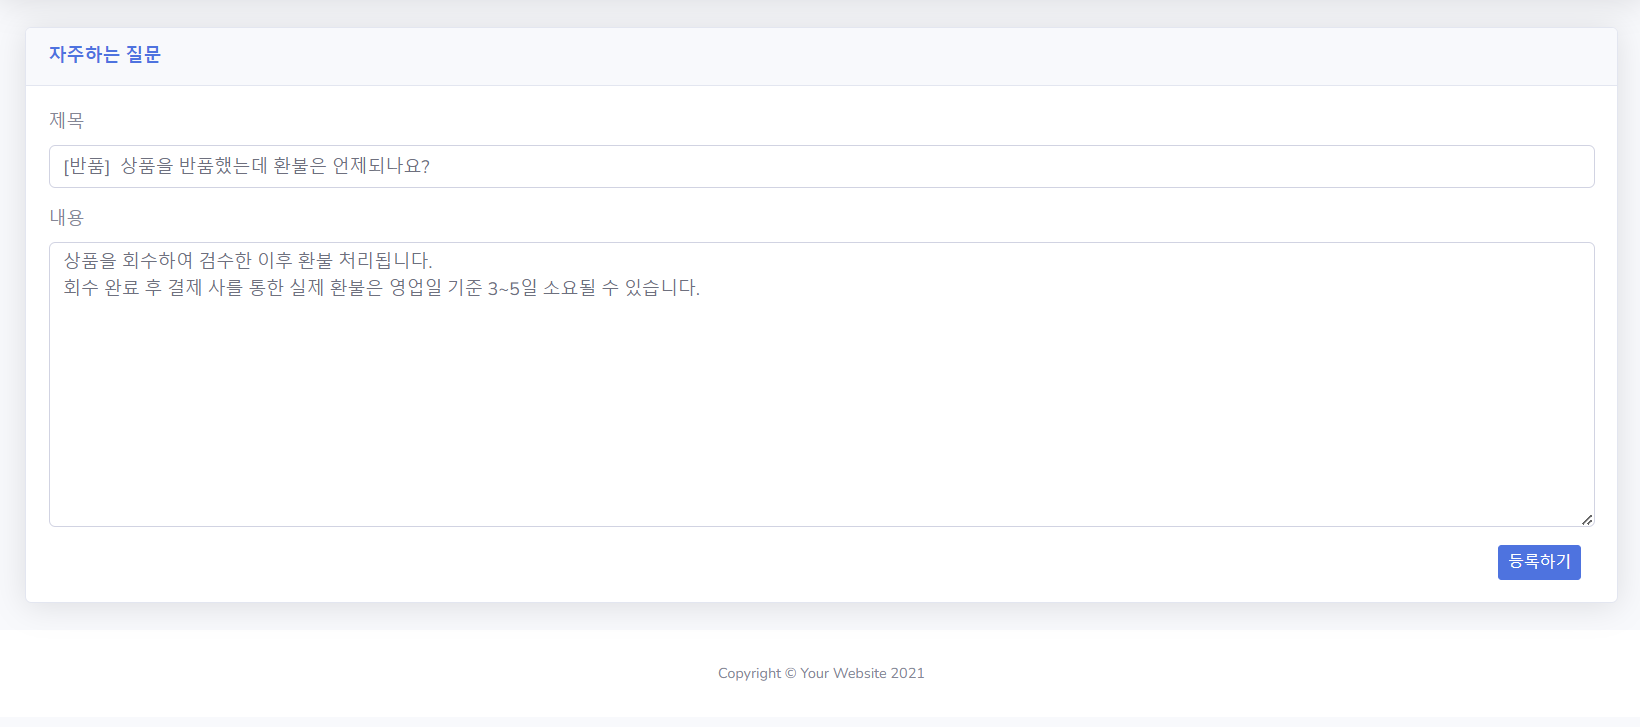 자주하는 질문
제목
[반품]  상품을 반품했는데 환불은 언제되나요?
내용
상품을 회수하여 검수한 이후 환불 처리됩니다.
회수 완료 후 결제 사를 통한 실제 환불은 영업일 기준 3~5일 소요될 수 있습니다.
등록하기
Copyright © Your Website 2021